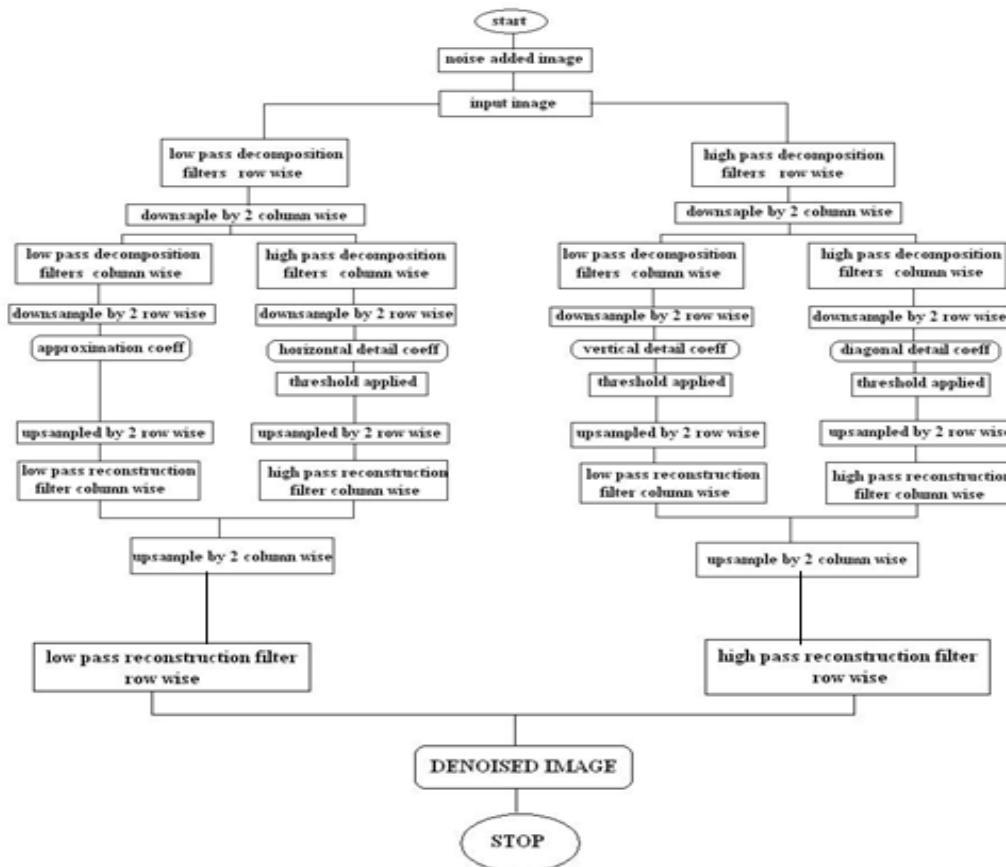 start
noise added image
input image
low pass decomposition
filters row wise
high pass decomposition
filters row wise
downsaple by 2 column wise
downsaple by 2 column wise
low pass decomposition
filters column wise
high pass decomposition
filters column wise
low pass decomposition
filters column wise
high pass decomposition
filters column wise
downsample by 2 row wise
downsample by 2 row wise
downsample by 2 row wise
downsample by 2 row wise
approximation coeff
horizontal detail coeff
vertical detail coeff
diagonal detail coeff
threshold applied
threshold applied
threshold applied
upsampled by 2 row wise
upsampled by 2 row wise
upsampled by 2 row wise
upsampled by 2 row wise
low pass reconstruction
filter column wise
high pass reconstruction
filter column wise
low pass reconstruction
filter column wise
high pass reconstruction
filter column wise
upsample by 2 column wise
upsample by 2 column wise
low pass reconstruction filter
row wise
high pass reconstruction filter
row wise
DENOISED IMAGE
STOP